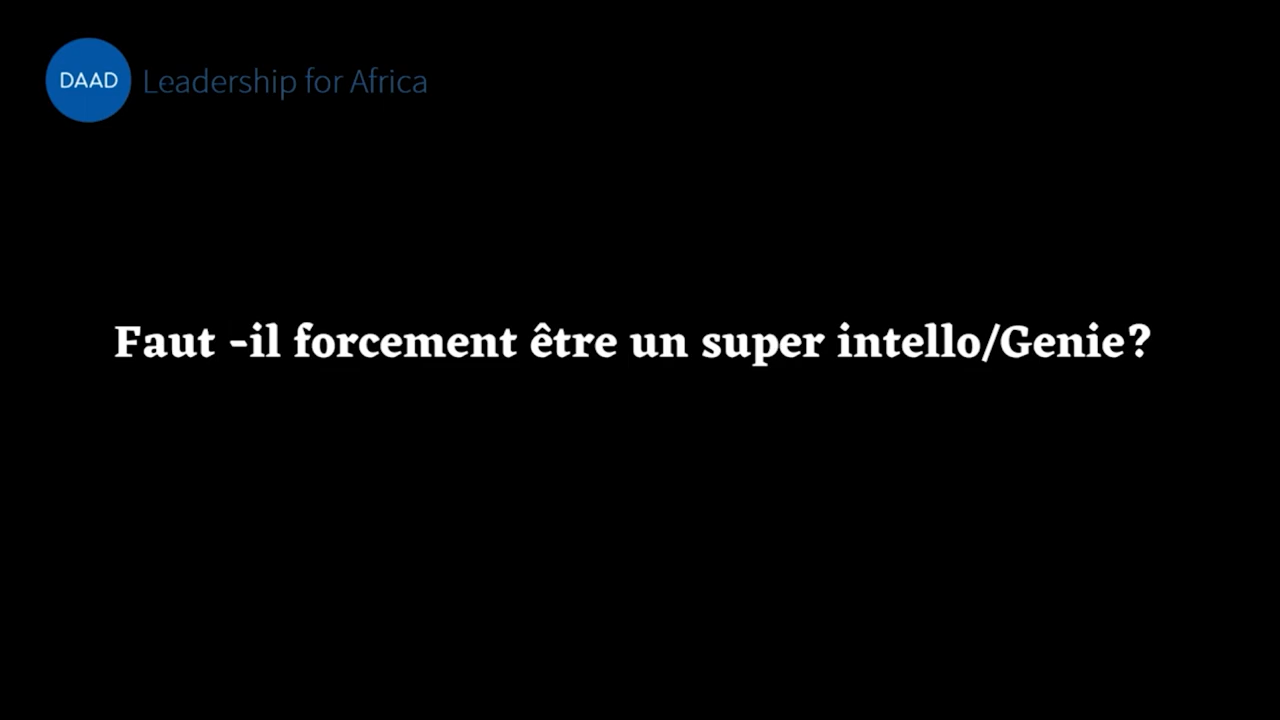 DAAD Leadership for Africa
Faut -il forcement être un super intello/Genie?